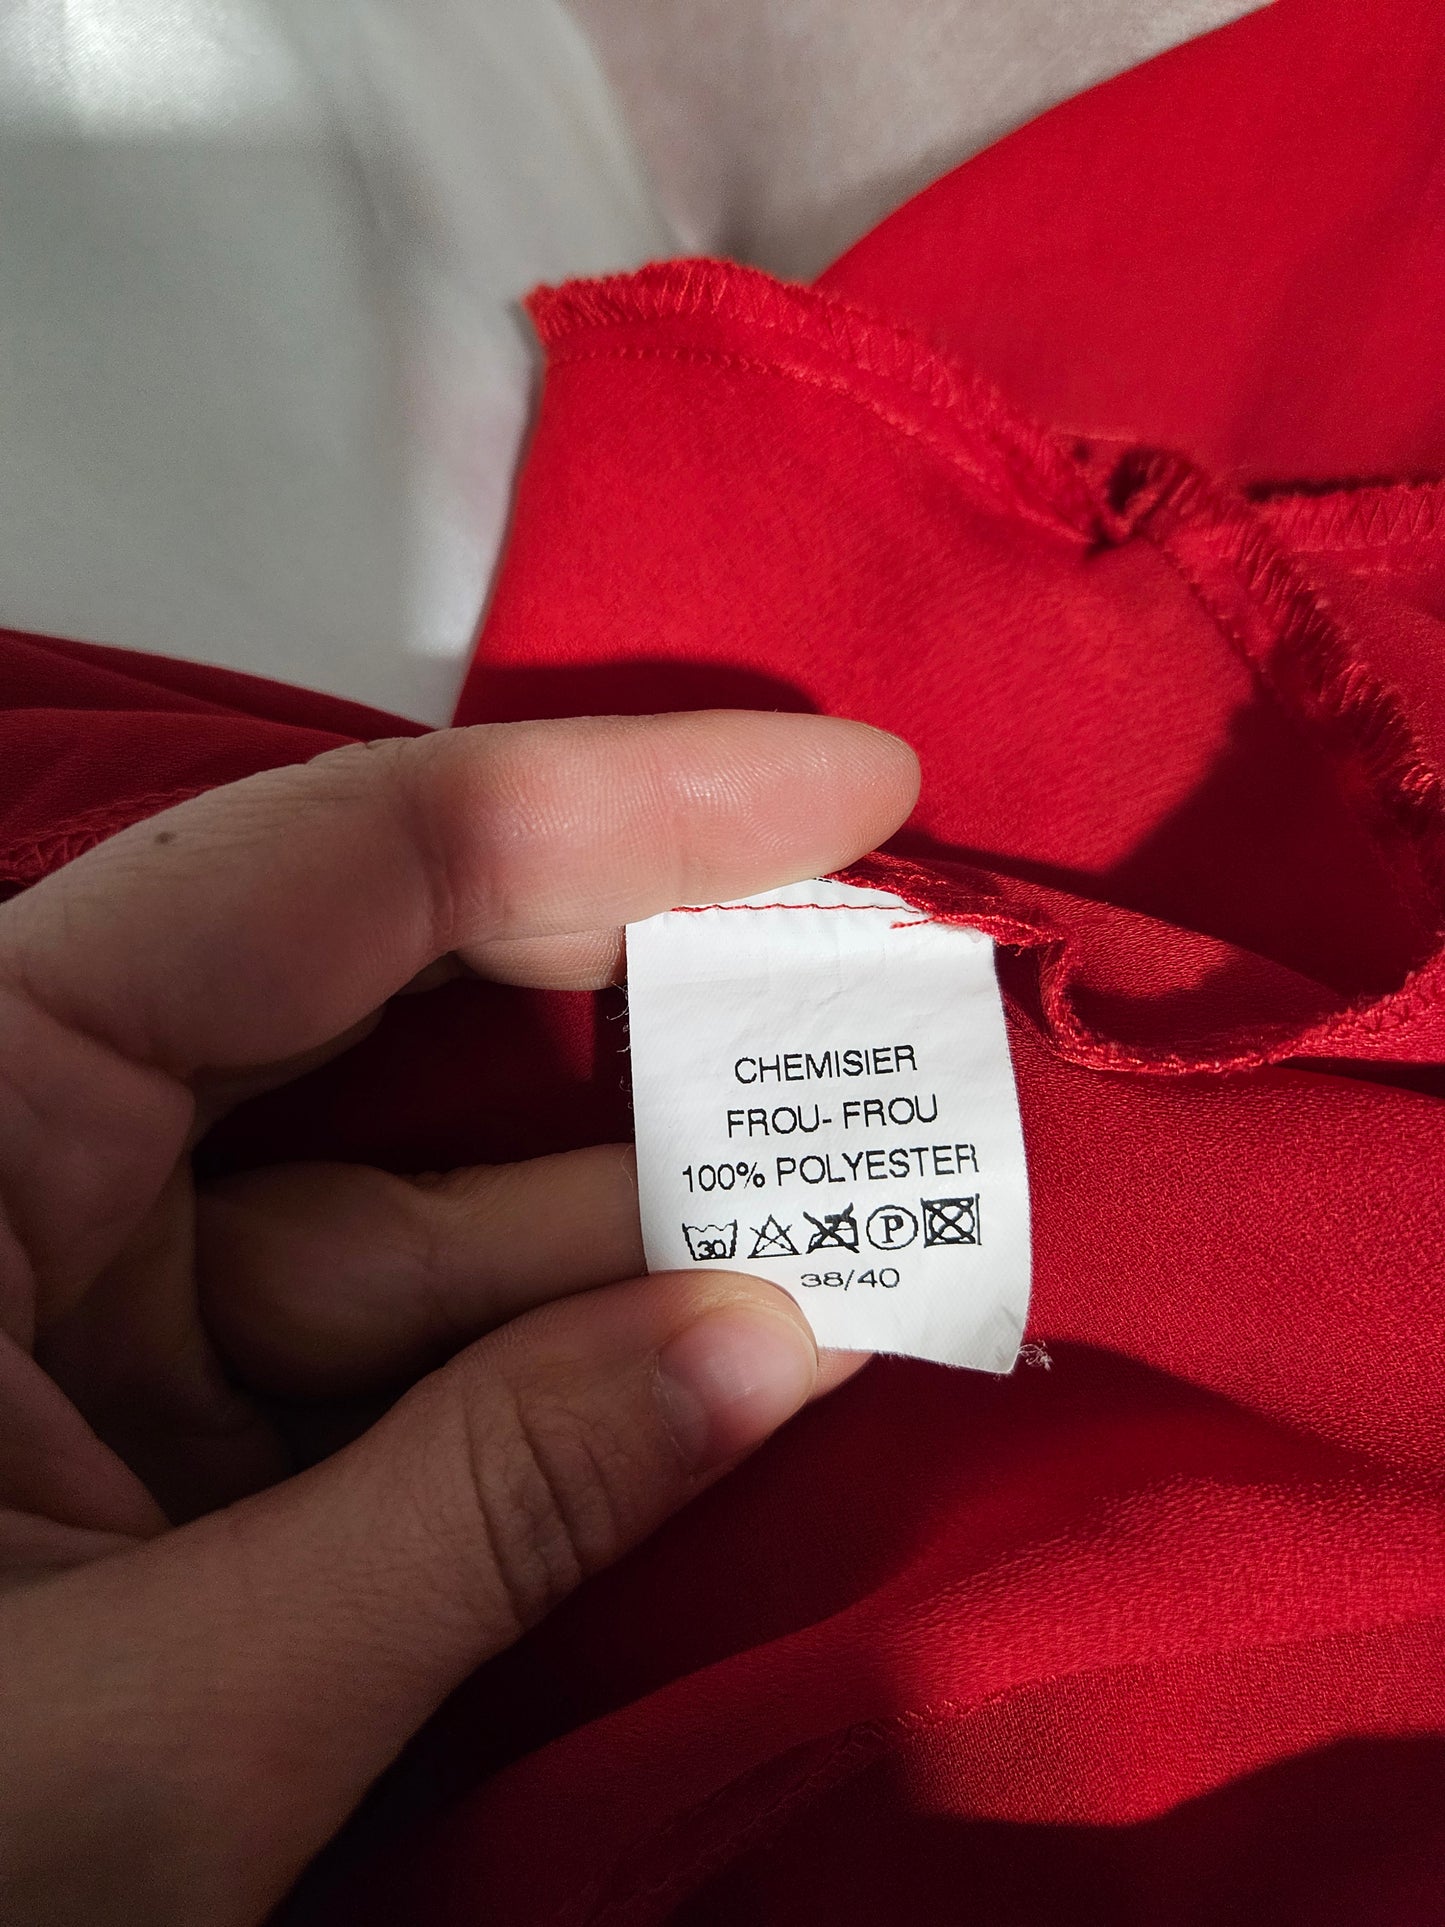 CHEMISIER
FROU- FROU
100% POLYESTER
30 P
38/40